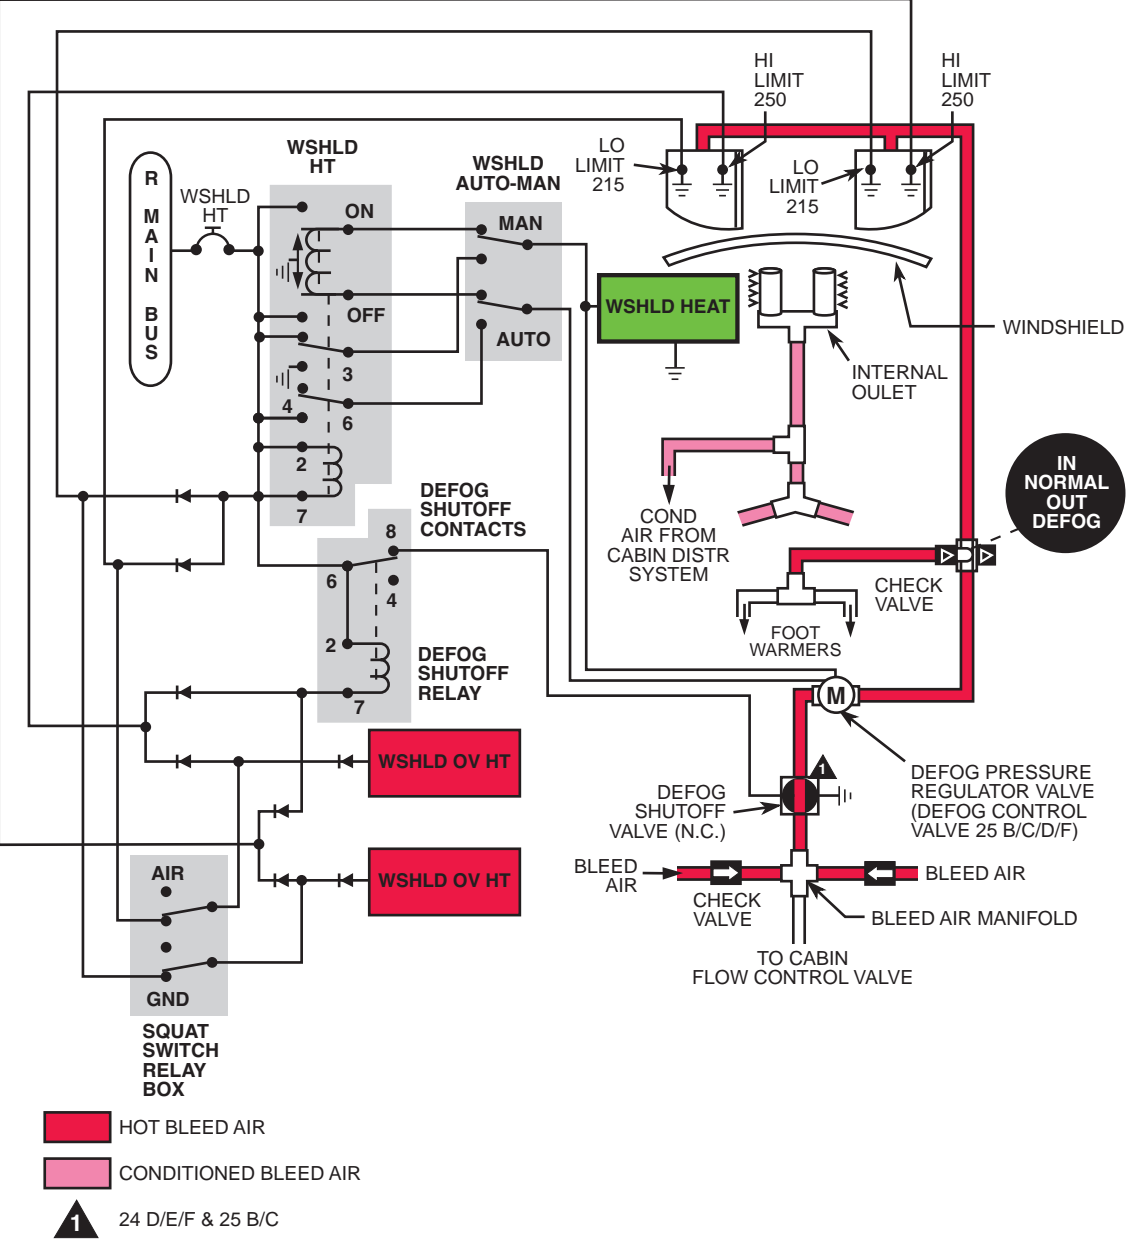 HI
LIMIT
250
HI
LIMIT
250
LO
LIMIT
215
LO
LIMIT
215
WSHLD
HT
WSHLD
AUTO-MAN
R
MAIN
BUS
WSHLD
HT
ON
OFF
3
4
6
2
7
MAN
AUTO
WSHLD HEAT
WINDSHIELD
INTERNAL
OULET
IN
NORMAL
OUT
DEFOG
COND
AIR FROM
CABIN DISTR
SYSTEM
CHECK
VALVE
FOOT
WARMERS
DEFOG
SHUTOFF
CONTACTS
8
6
4
2
7
DEFOG
SHUTOFF
RELAY
M
1
DEFOG PRESSURE
REGULATOR VALVE
(DEFOG CONTROL
VALVE 25 B/C/D/F)
DEFOG
SHUTOFF
VALVE (N.C.)
WSHLD OV HT
WSHLD OV HT
BLEED
AIR
BLEED AIR
CHECK
VALVE
BLEED AIR MANIFOLD
TO CABIN
FLOW CONTROL VALVE
AIR
GND
SQUAT
SWITCH
RELAY
BOX
HOT BLEED AIR
CONDITIONED BLEED AIR
1 24 D/E/F & 25 B/C